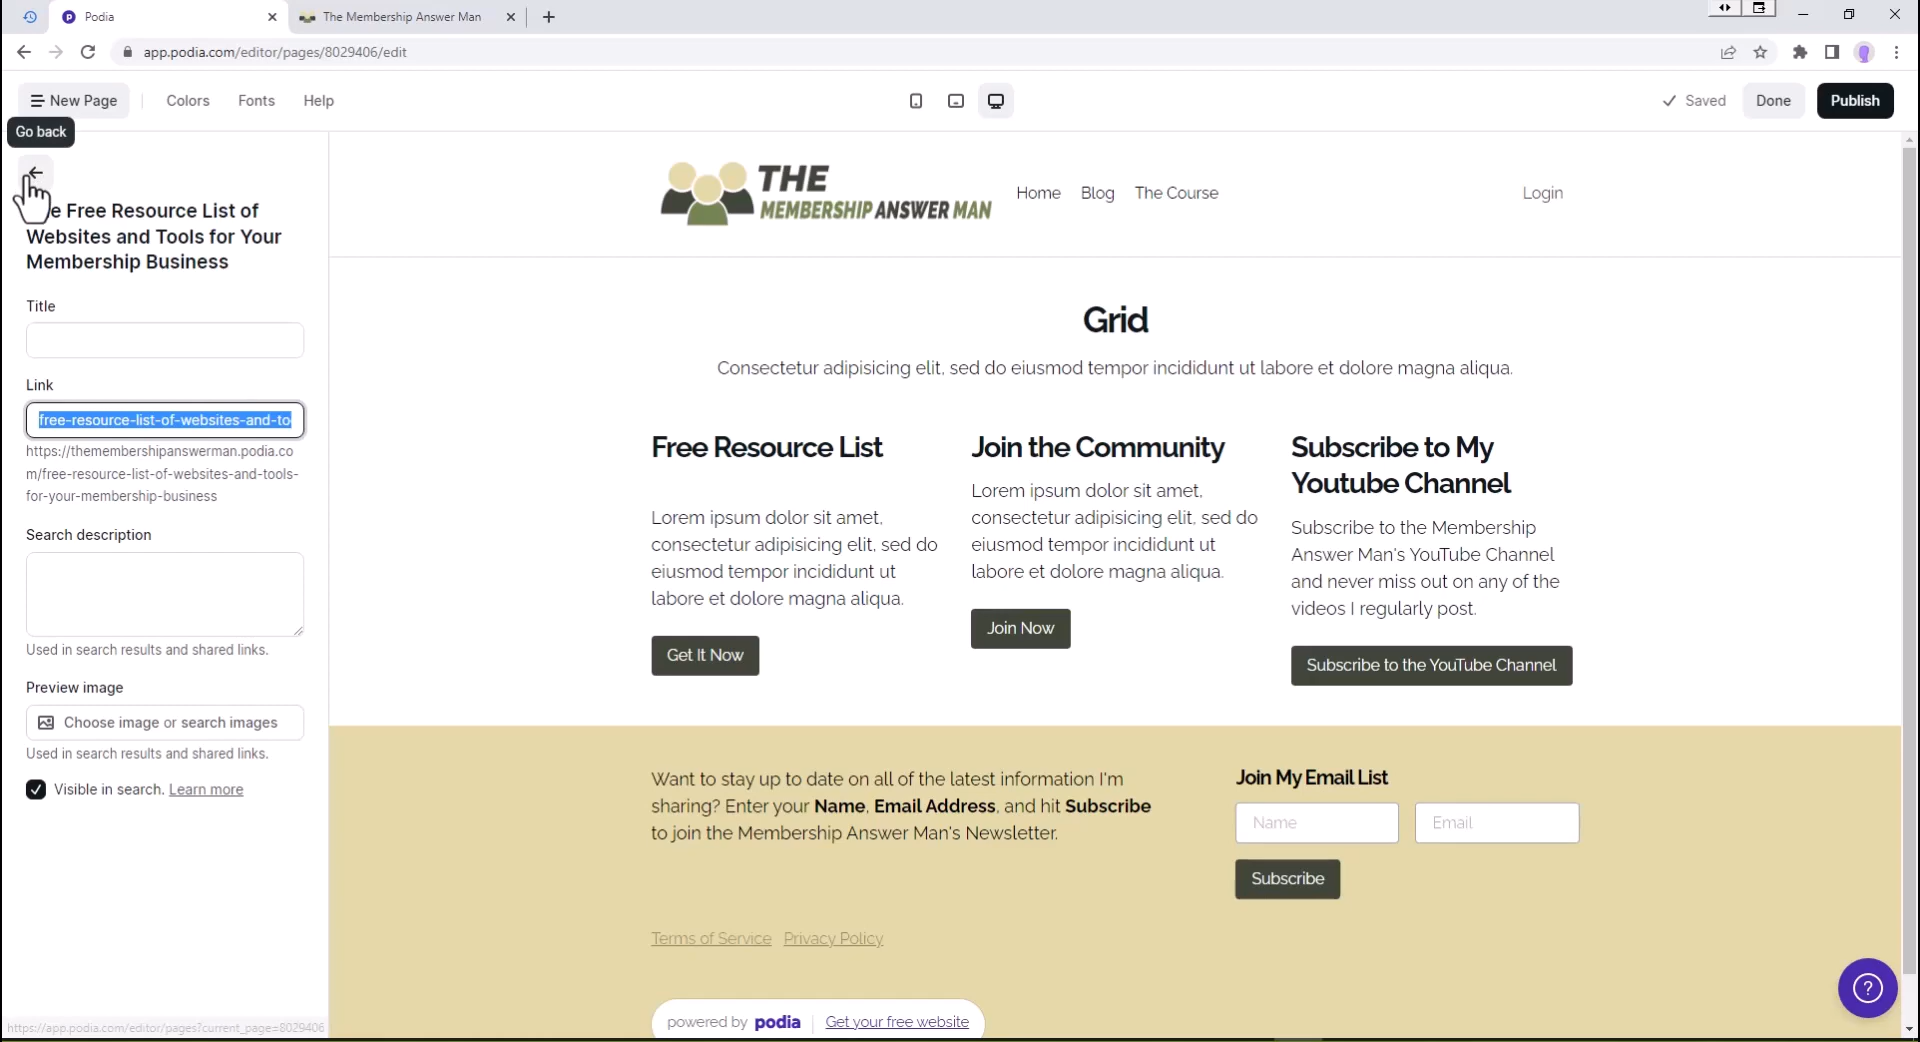 Podia
The Membership Answer Man
app.podia.com/editor/pages/8029406/edit
New Page
Colors
Fonts
Help
Saved
Done
Publish
Go back
e Free Resource List of
Websites and Tools for Your
Membership Business
Title
Link
free-resource-list-of-websites-and-to
https://themembershipanswerman.podia.co
m/free-resource-list-of-websites-and-tools-
for-your-membership-business
Search description
Used in search results and shared links.
Preview image
Choose image or search images
Used in search results and shared links.
Visible in search. Learn more
https://app.podia.com/editor/pages?current_page=8029406
THE
MEMBERSHIP ANSWER MAN
Home
Blog
The Course
Login
Grid
Consectetur adipisicing elit, sed do eiusmod tempor incididunt ut labore et dolore magna aliqua.
Free Resource List
Lorem ipsum dolor sit amet,
consectetur adipisicing elit, sed do
eiusmod tempor incididunt ut
labore et dolore magna aliqua.
Get It Now
Join the Community
Lorem ipsum dolor sit amet,
consectetur adipisicing elit, sed do
eiusmod tempor incididunt ut
labore et dolore magna aliqua.
Join Now
Subscribe to My
Youtube Channel
Subscribe to the Membership
Answer Man's YouTube Channel
and never miss out on any of the
videos I regularly post.
Subscribe to the YouTube Channel
Want to stay up to date on all of the latest information I'm
sharing? Enter your Name, Email Address, and hit Subscribe
to join the Membership Answer Man's Newsletter.
Join My Email List
Name
Email
Subscribe
Terms of Service
Privacy Policy
powered by podia
Get your free website